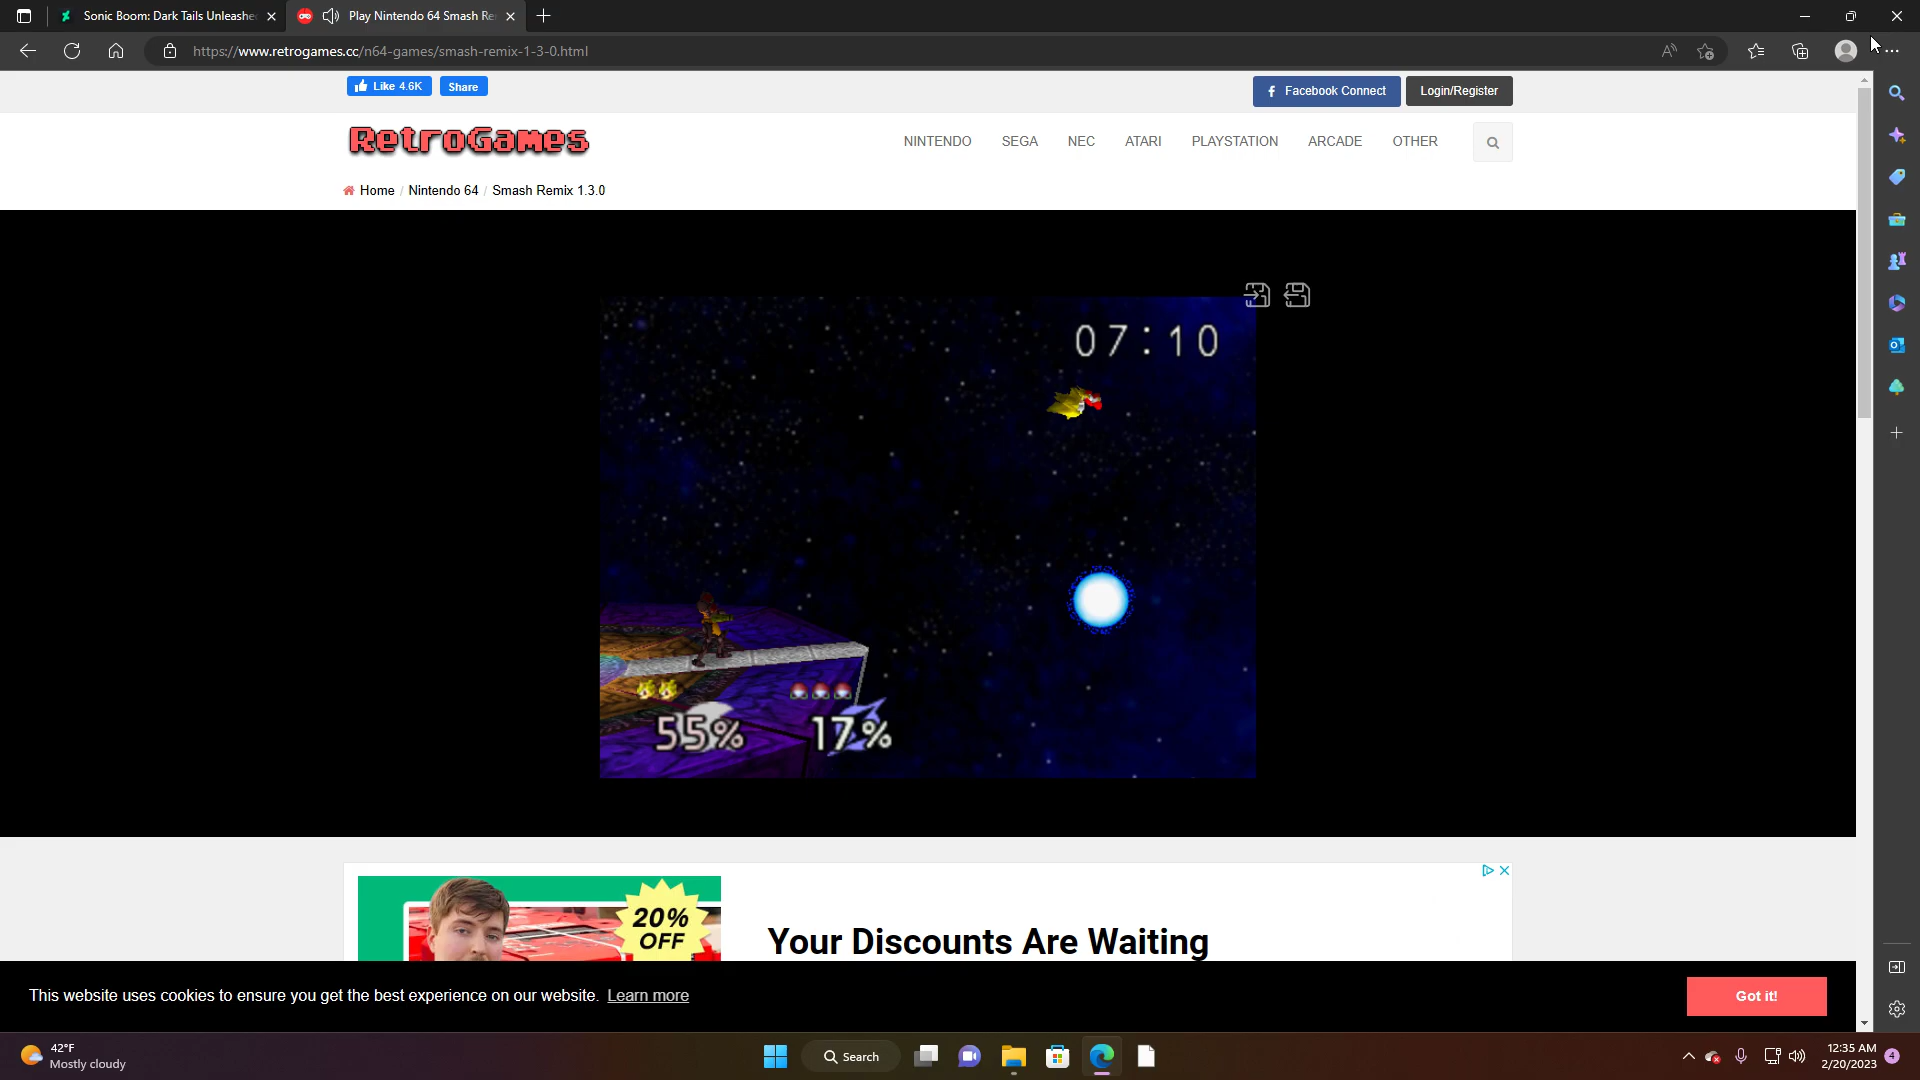 Sonic Boom: Dark Tails Unleashe
Play Nintendo 64 Smash Re
https://www.retrogames.cc/n64-games/smash-remix-1-3-0.html
Like 4.6K
Share
Facebook Connect
Login/Register
RetroGames
NINTENDO SEGA NEC ATARI PLAYSTATION ARCADE OTHER
Home / Nintendo 64 / Smash Remix 1.3.0
07:10
55% 17%
20%
OFF
Your Discounts Are Waiting
This website uses cookies to ensure you get the best experience on our website. Learn more
Got it!
42°F
Mostly cloudy
Search
12:35 AM
2/20/2023
4